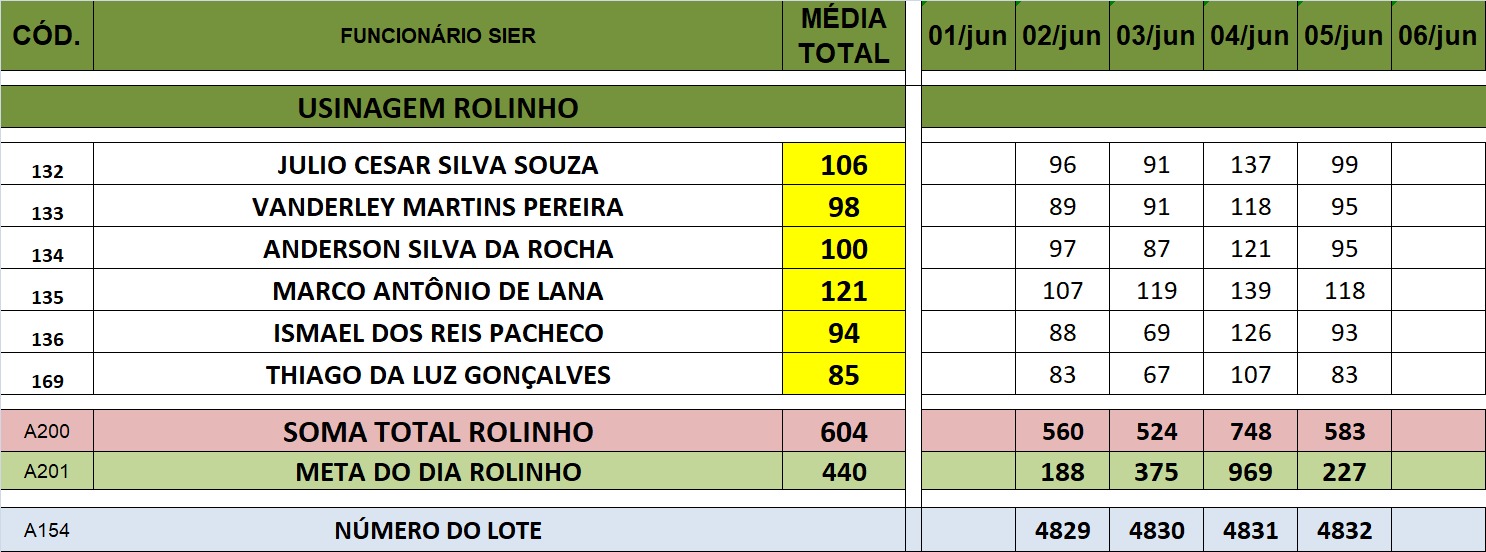 CÓD. FUNCIONÁRIO SIER MÉDIA TOTAL 01/jun 02/jun 03/jun 04/jun 05/jun 06/jun
USINAGEM ROLINHO
132 JULIO CESAR SILVA SOUZA 106 96 91 137 99
133 VANDERLEY MARTINS PEREIRA 98 89 91 118 95
134 ANDERSON SILVA DA ROCHA 100 97 87 121 95
135 MARCO ANTÔNIO DE LANA 121 107 119 139 118
136 ISMAEL DOS REIS PACHECO 94 88 69 126 93
169 THIAGO DA LUZ GONÇALVES 85 83 67 107 83
A200 SOMA TOTAL ROLINHO 604 560 524 748 583
A201 META DO DIA ROLINHO 440 188 375 969 227
A154 NÚMERO DO LOTE 4829 4830 4831 4832